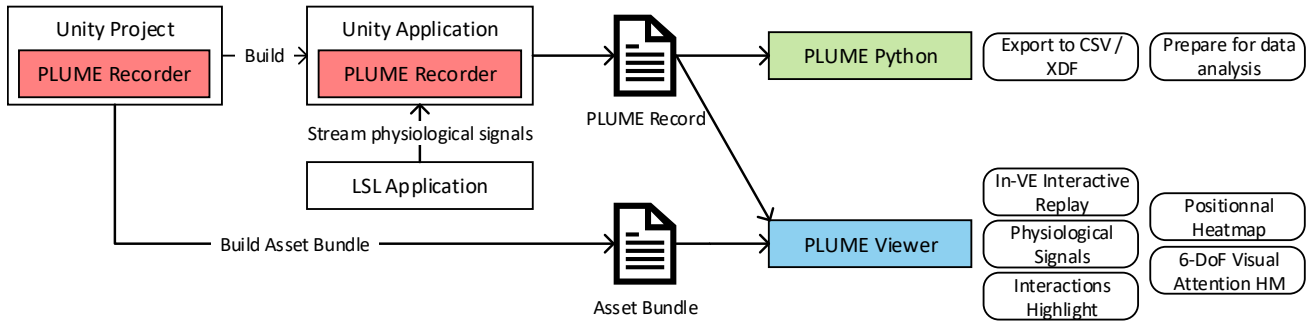 Unity Project
PLUME Recorder
Build
Unity Application
PLUME Recorder
Stream physiological signals
LSL Application
PLUME Record
PLUME Python
Export to CSV /
XDF
Prepare for data
analysis
Build Asset Bundle
Asset Bundle
PLUME Viewer
In-VE Interactive
Replay
Physiological
Signals
Interactions
Highlight
Positionnal
Heatmap
6-DoF Visual
Attention HM